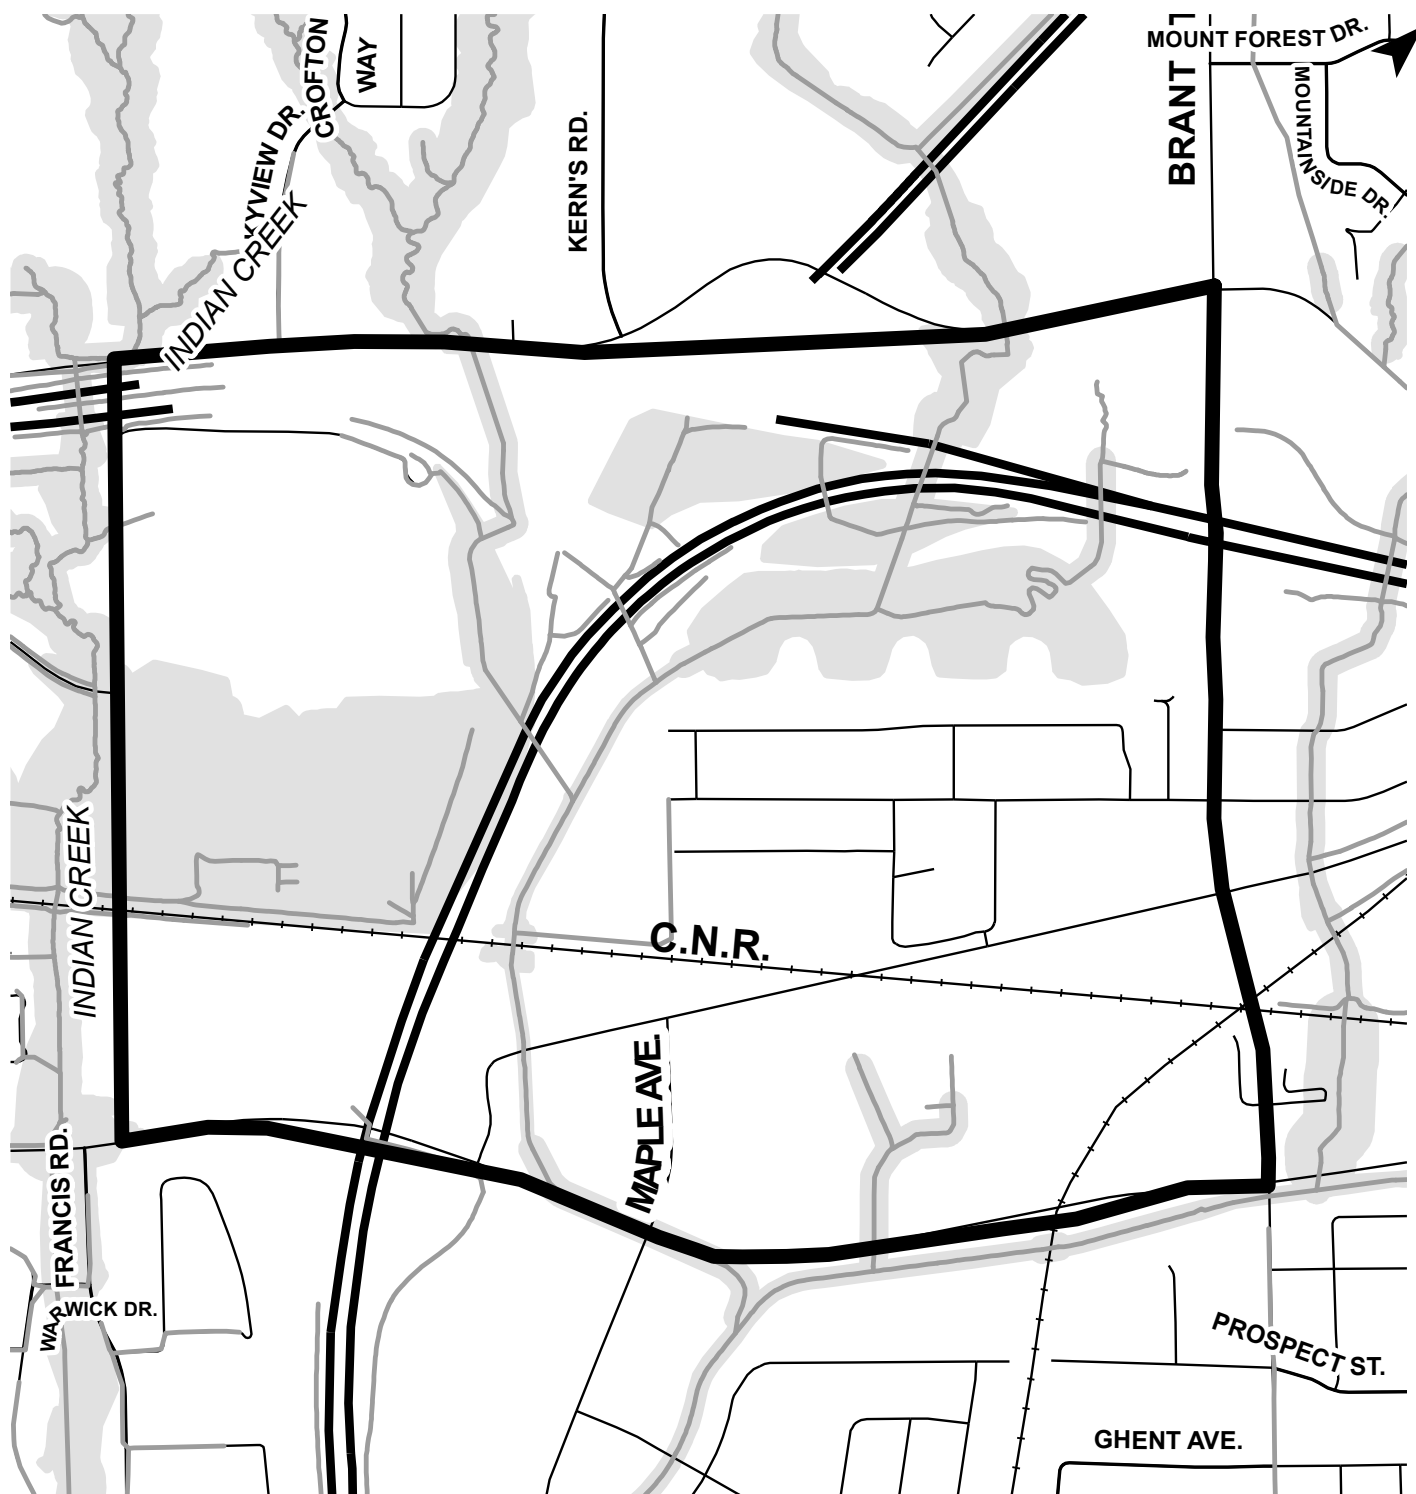 MOUNT FOREST DR.
CROFTON
WAY
BRANT
MOUNTAINSIDE DR.
KERN'S RD.
INDIAN CREEK
C.N.R.
INDIAN CREEK
MAPLE AVE.
FRANCIS RD.
WARWICK DR.
PROSPECT ST.
GHENT AVE.